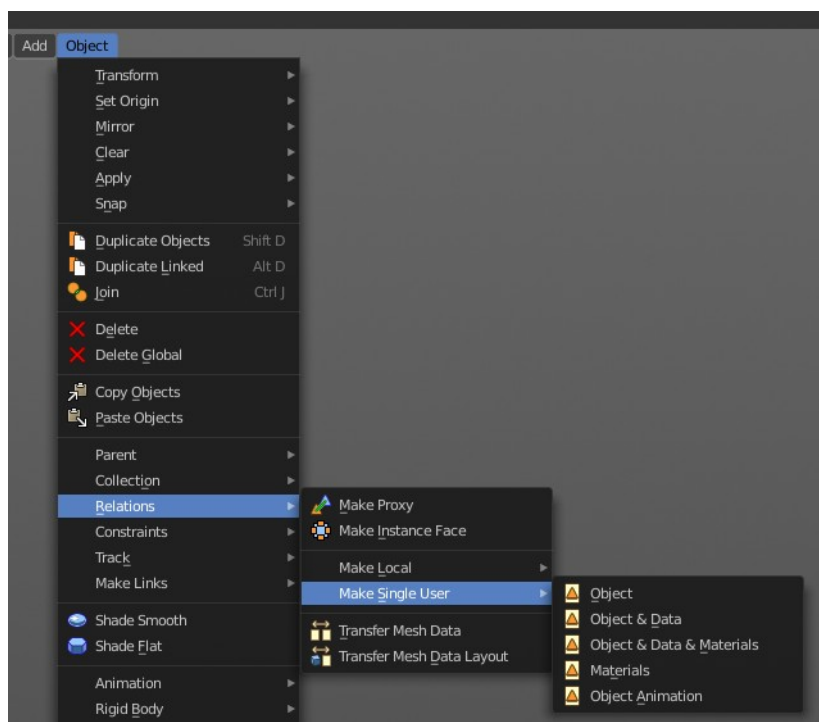 Add Object
Transform
Set Origin
Mirror
Clear
Apply
Snap
Duplicate Objects Shift D
Duplicate Linked Alt D
Join Ctrl J
Delete
Delete Global
Copy Objects
Paste Objects
Parent
Collection
Relations
Constraints
Track
Make Links
Shade Smooth
Shade Flat
Animation
Rigid Body
Make Proxy
Make Instance Face
Make Local
Make Single User
Transfer Mesh Data
Transfer Mesh Data Layout
Object
Object & Data
Object & Data & Materials
Materials
Object Animation